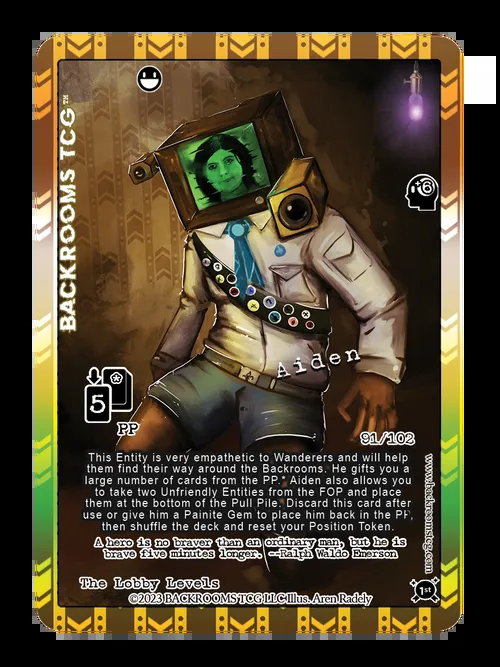 BACKROOMS TCG™
6
Aiden
5
PP
91/102
This Entity is very empathetic to Wanderers and will help
them find their way around the Backrooms. He gifts you a
large number of cards from the PP.* Aiden also allows you
to take two Unfriendly Entities from the FOP and place
them at the bottom of the Pull Pile. Discard this card after
use or give him a Painite Gem to place him back in the PP,
then shuffle the deck and reset your Position Token.
A hero is no braver than an ordinary man, but he is
brave five minutes longer. --Ralph Waldo Emerson
www.backroomstcg.com
The Lobby Levels
©2023 BACKROOMS TCG LLC Illus. Aren Radely
1st